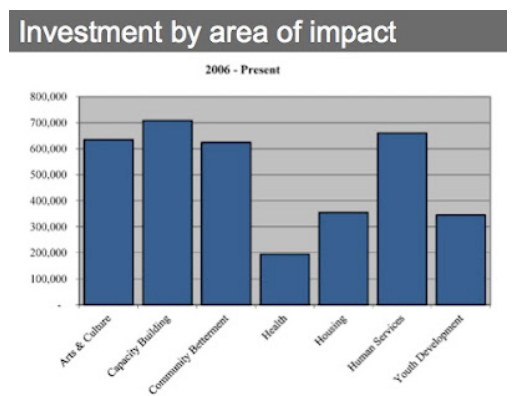 Investment by area of impact
2006 - Present
800,000
700,000
600,000
500,000
400,000
300,000
200,000
100,000
-
Arts & Culture
Capacity Building
Community Betterment
Health
Housing
Human Services
Youth Development